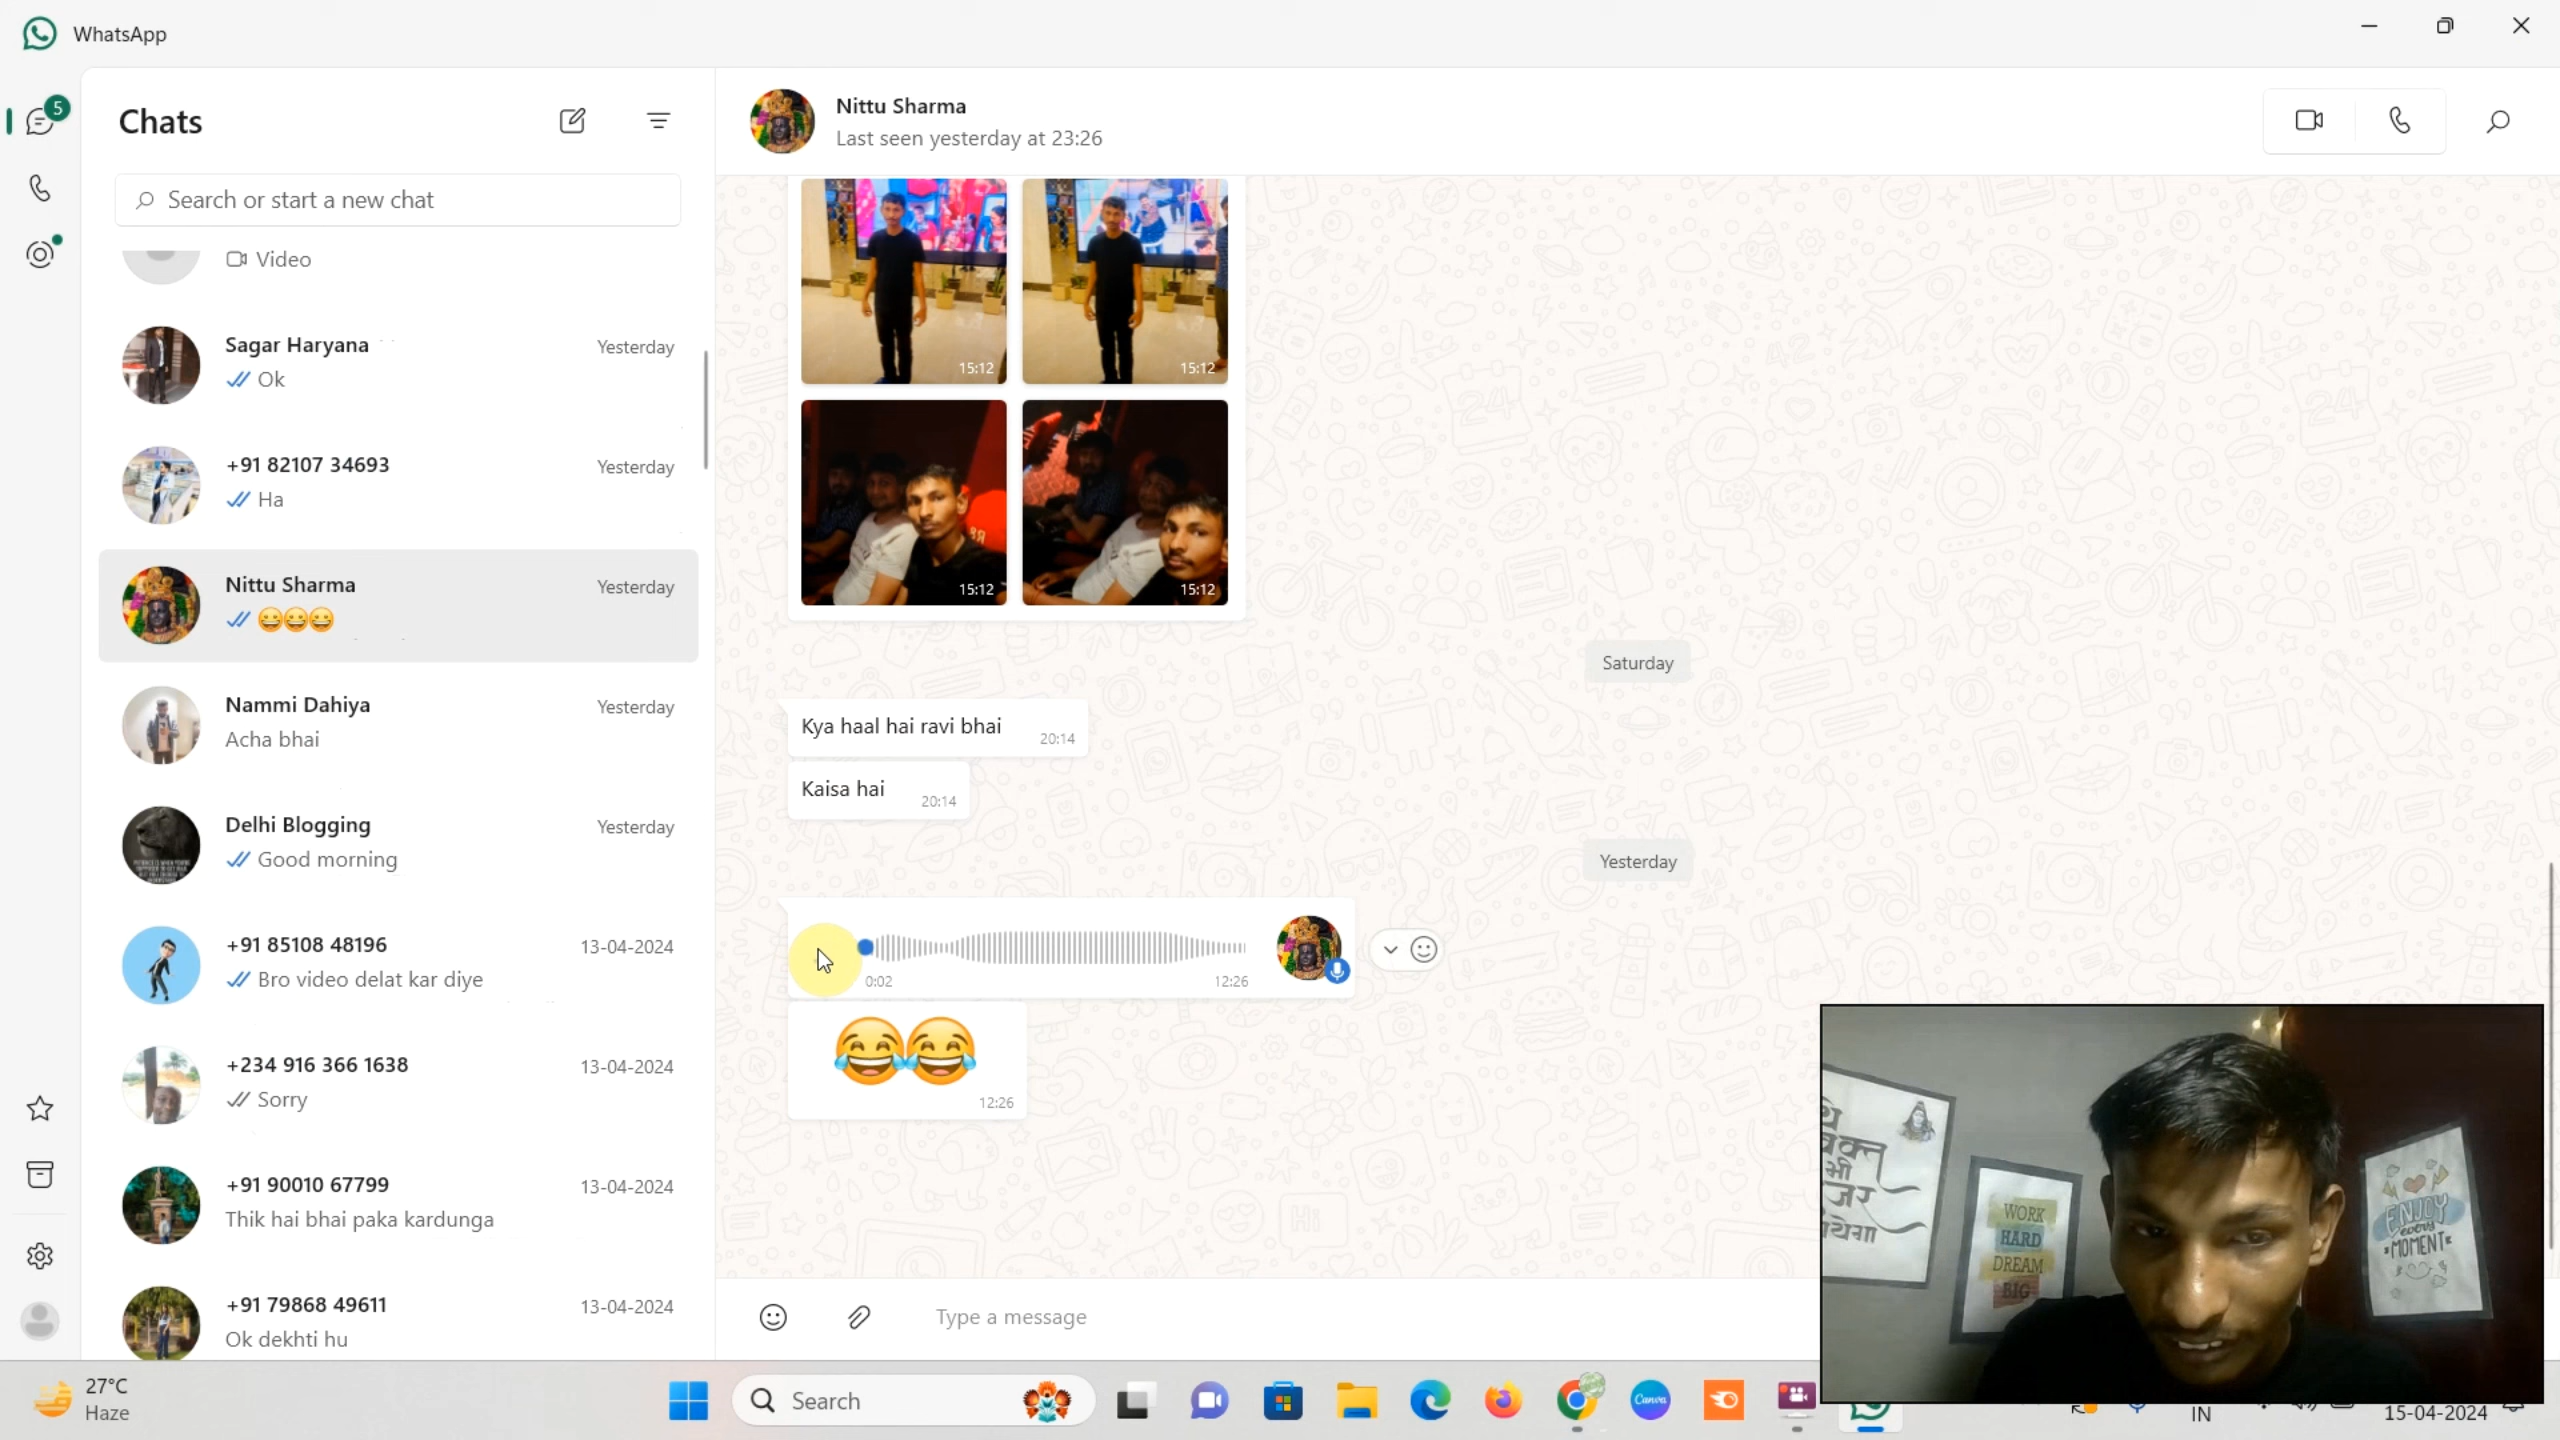 WhatsApp
5
Chats
Search or start a new chat
Video
Sagar Haryana
Yesterday
Ok
+91 82107 34693
Yesterday
Ha
Nittu Sharma
Yesterday
😄😄😄
Nammi Dahiya
Yesterday
Acha bhai
Delhi Blogging
Yesterday
Good morning
+91 85108 48196
13-04-2024
Bro video delat kar diye
+234 916 366 1638
13-04-2024
Sorry
+91 90010 67799
13-04-2024
Thik hai bhai paka kardunga
+91 79868 49611
13-04-2024
Ok dekhti hu
Nittu Sharma
Last seen yesterday at 23:26
15:12
15:12
15:12
15:12
Saturday
Kya haal hai ravi bhai
20:14
Kaisa hai
20:14
Yesterday
0:02
12:26
😂😂
12:26
Type a message
WORK
HARD
DREAM
BIG
ENJOY
every
MOMENT
27°C
Haze
Search
Canva
IN
15-04-2024